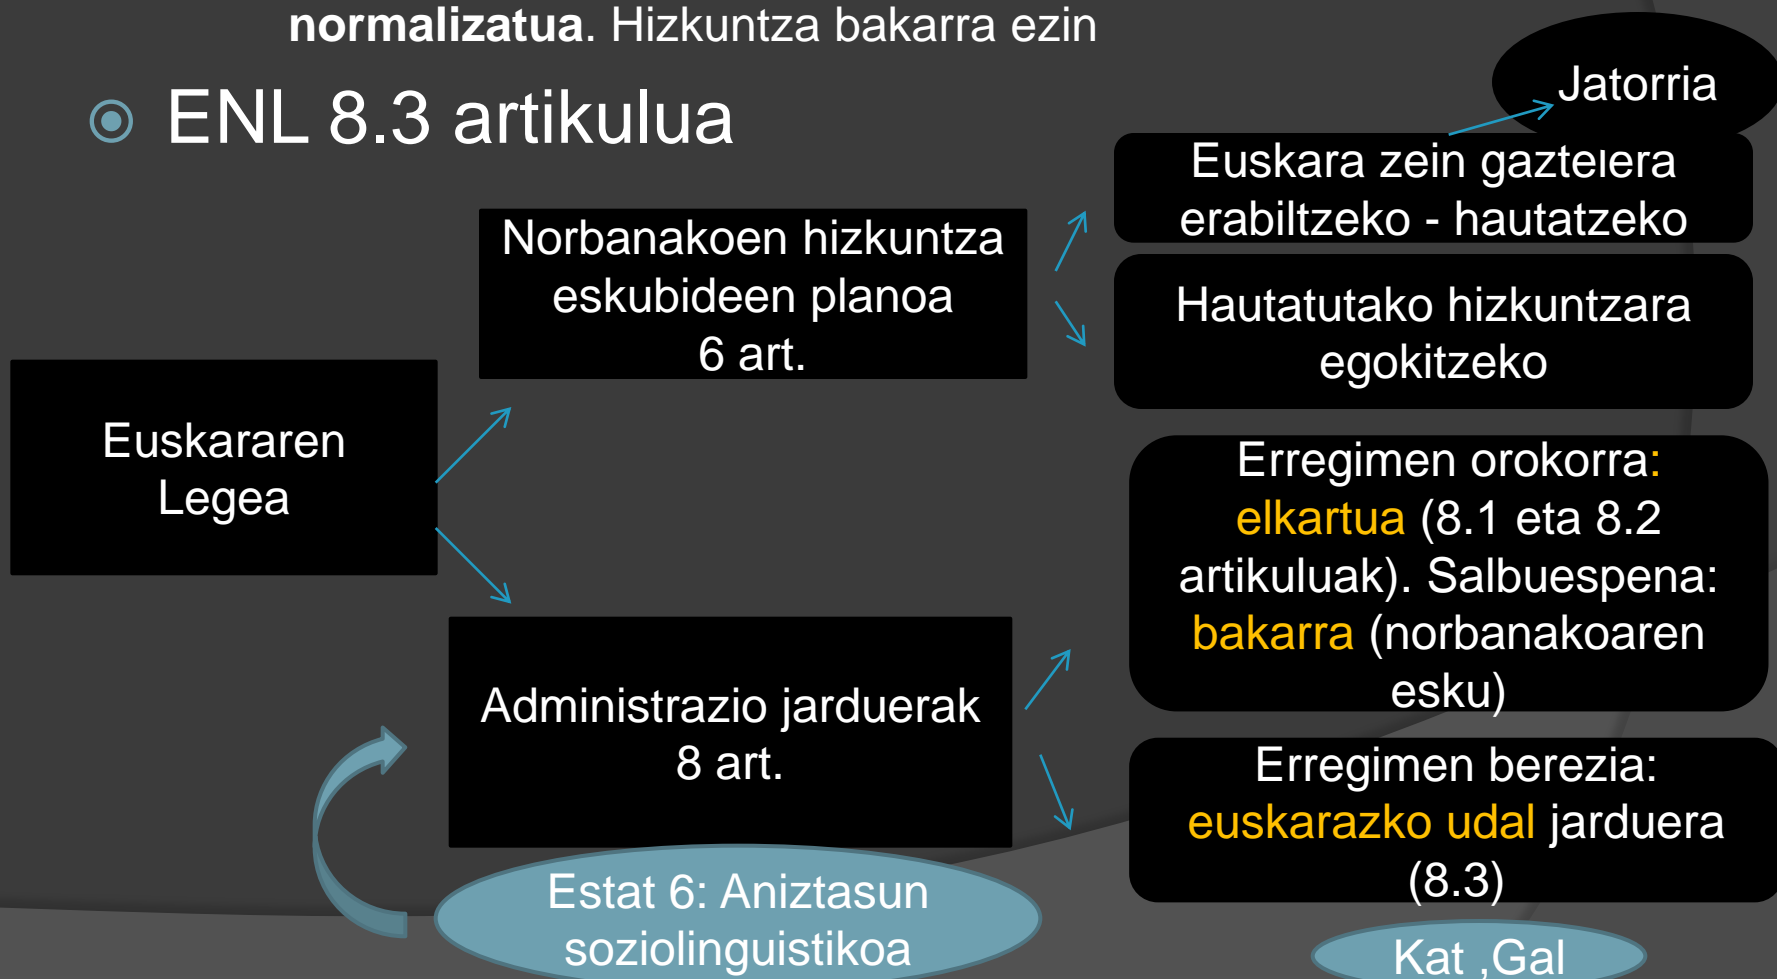 normalizatua. Hizkuntza bakarra ezin
ENL 8.3 artikulua
Jatorria
Euskara zein gaztelera
erabiltzeko - hautatzeko
Norbanakoen hizkuntza
eskubideen planoa
6 art.
Hautatutako hizkuntzara
egokitzeko
Euskararen
Legea
Erregimen orokorra:
elkartua (8.1 eta 8.2
artikuluak). Salbuespena:
bakarra (norbanakoaren
esku)
Administrazio jarduerak
8 art.
Erregimen berezia:
euskarazko udal jarduera
(8.3)
Estat 6: Aniztasun
soziolinguistikoa
Kat ,Gal